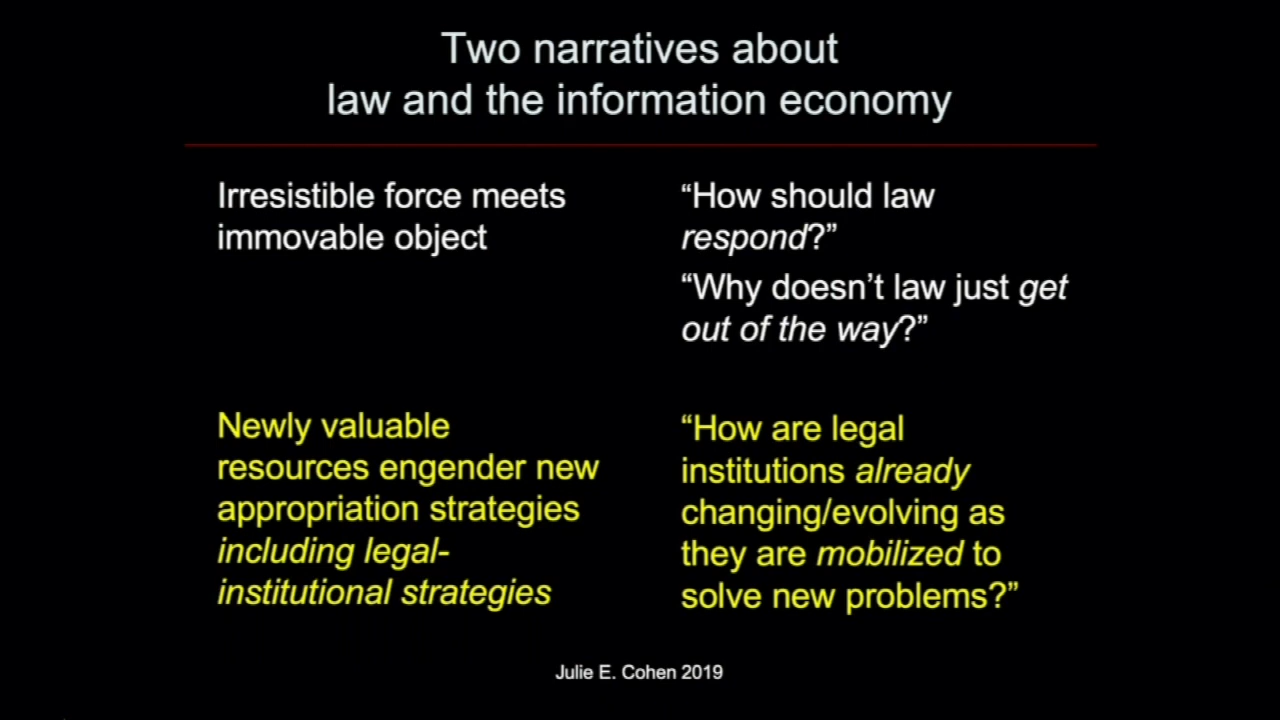 Two narratives about
law and the information economy
Irresistible force meets
immovable object
“How should law
respond?”
“Why doesn’t law just get
out of the way?”
Newly valuable
resources engender new
appropriation strategies
including legal-
institutional strategies
“How are legal
institutions already
changing/evolving as
they are mobilized to
solve new problems?”
Julie E. Cohen 2019